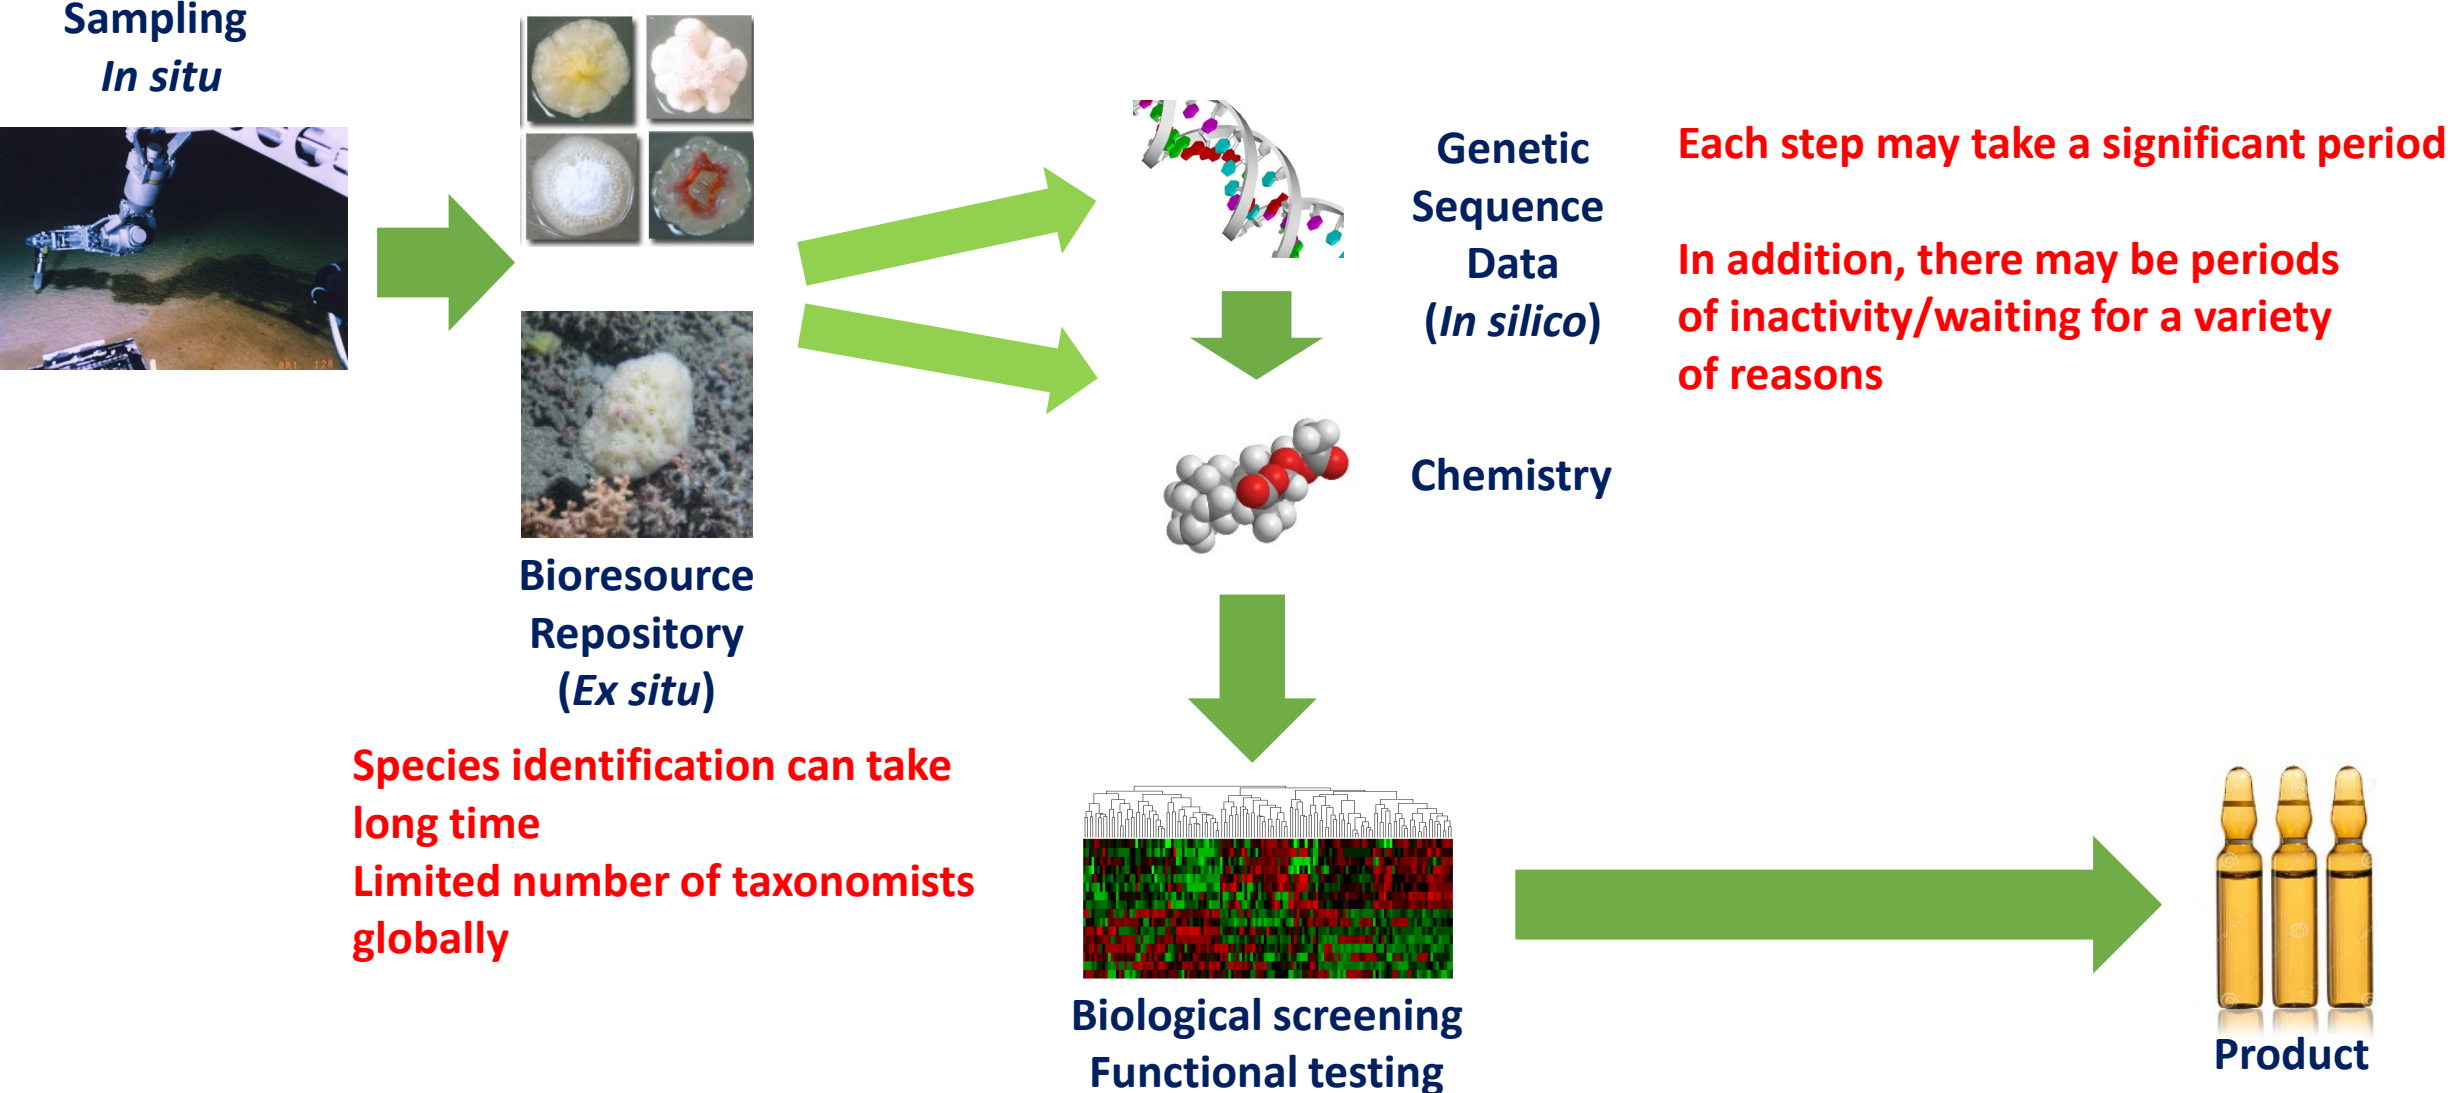 Sampling
In situ
Genetic
Sequence
Data
(In silico)
Each step may take a significant period
In addition, there may be periods
of inactivity/waiting for a variety
of reasons
Chemistry
Bioresource
Repository
(Ex situ)
Species identification can take
long time
Limited number of taxonomists
globally
Biological screening
Functional testing
Product